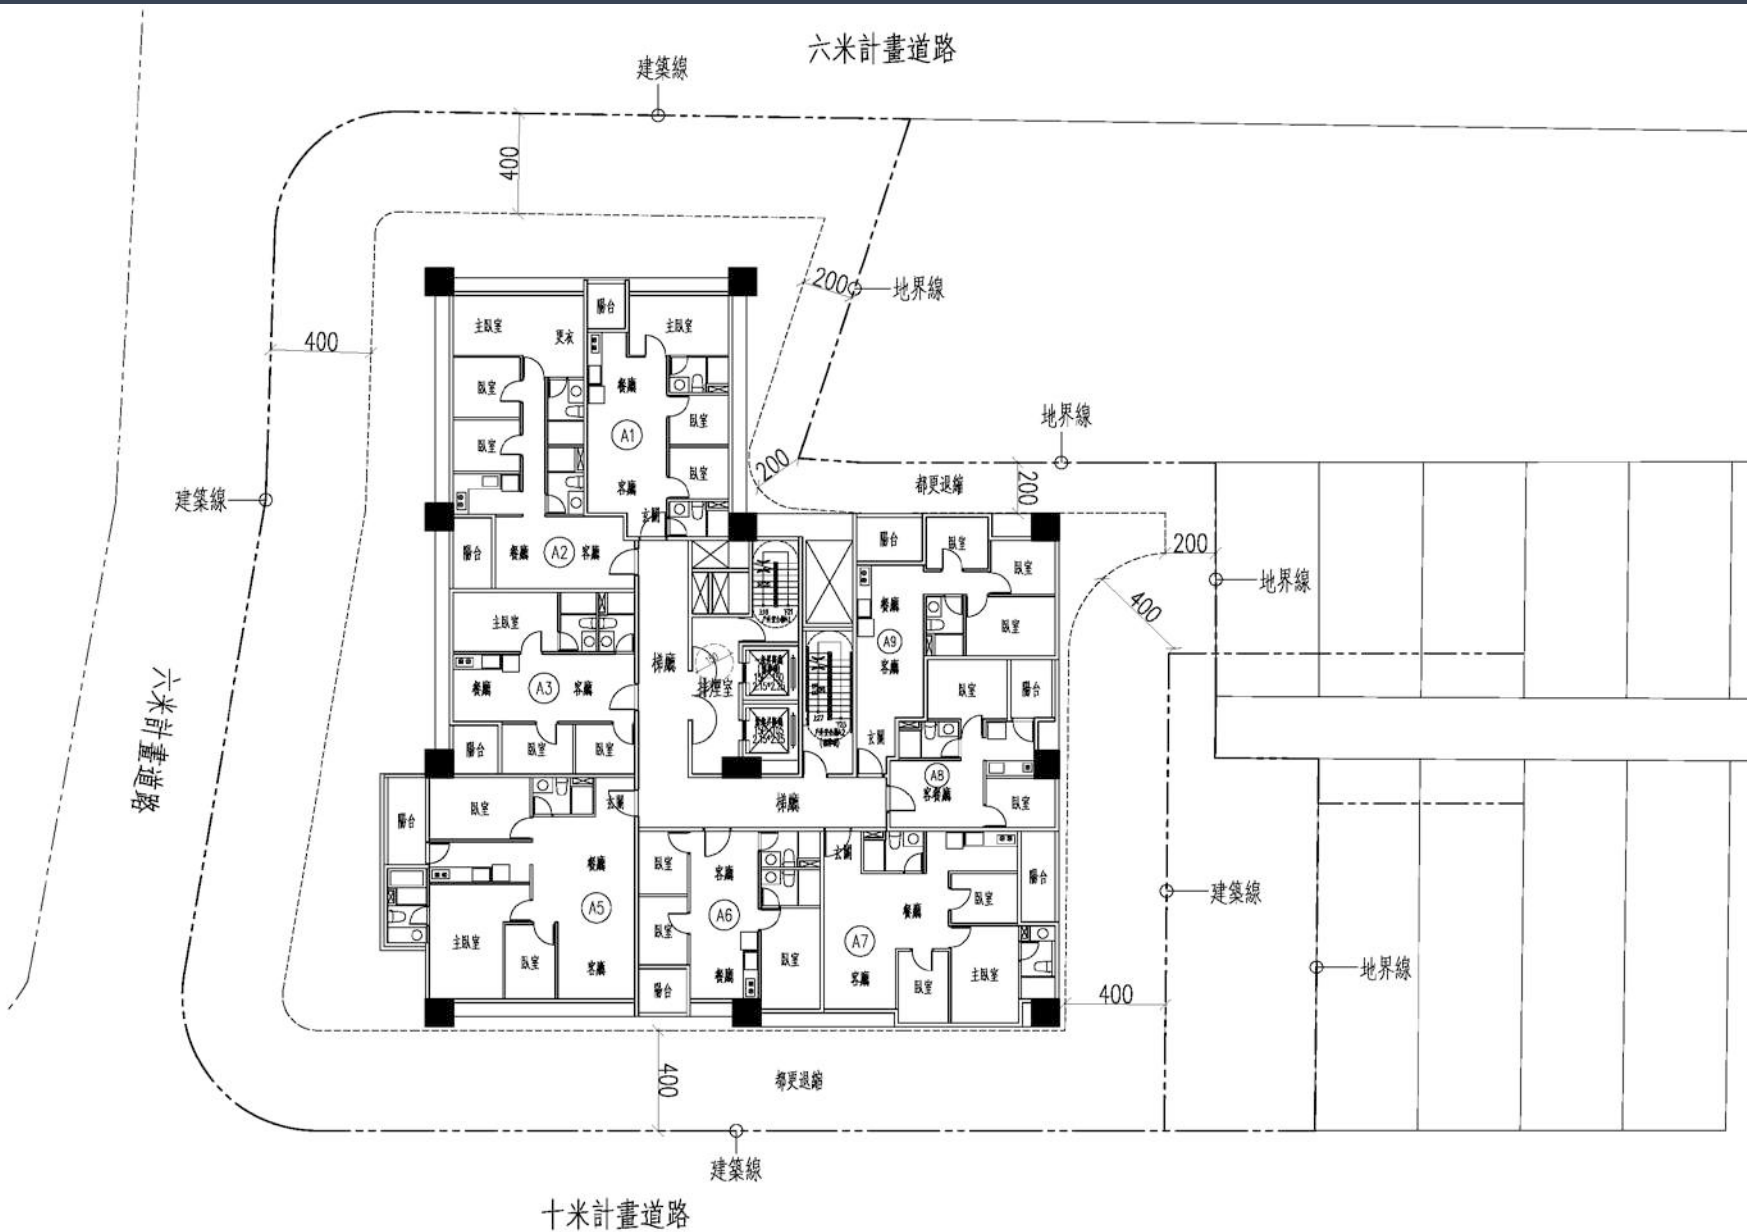 六米計畫道路
建築線
400
200
地界線
400
陽台
主臥室
更衣
主臥室
臥室
餐廳
臥室
A1
臥室
臥室
客廳
玄關
地界線
200
都更退縮
200
建築線
陽台
餐廳
A2
客廳
陽台
臥室
臥室
200
地界線
400
主臥室
餐廳
臥室
A9
客廳
梯廳
排煙室
餐廳
A3
客廳
臥室
陽台
玄關
陽台
臥室
臥室
六米計畫道路
A8
客餐廳
臥室
梯廳
陽台
臥室
玄關
餐廳
A5
客廳
主臥室
臥室
臥室
客廳
A6
臥室
餐廳
臥室
陽台
玄關
陽台
臥室
餐廳
A7
客廳
臥室
主臥室
建築線
地界線
400
400
都更退縮
建築線
十米計畫道路